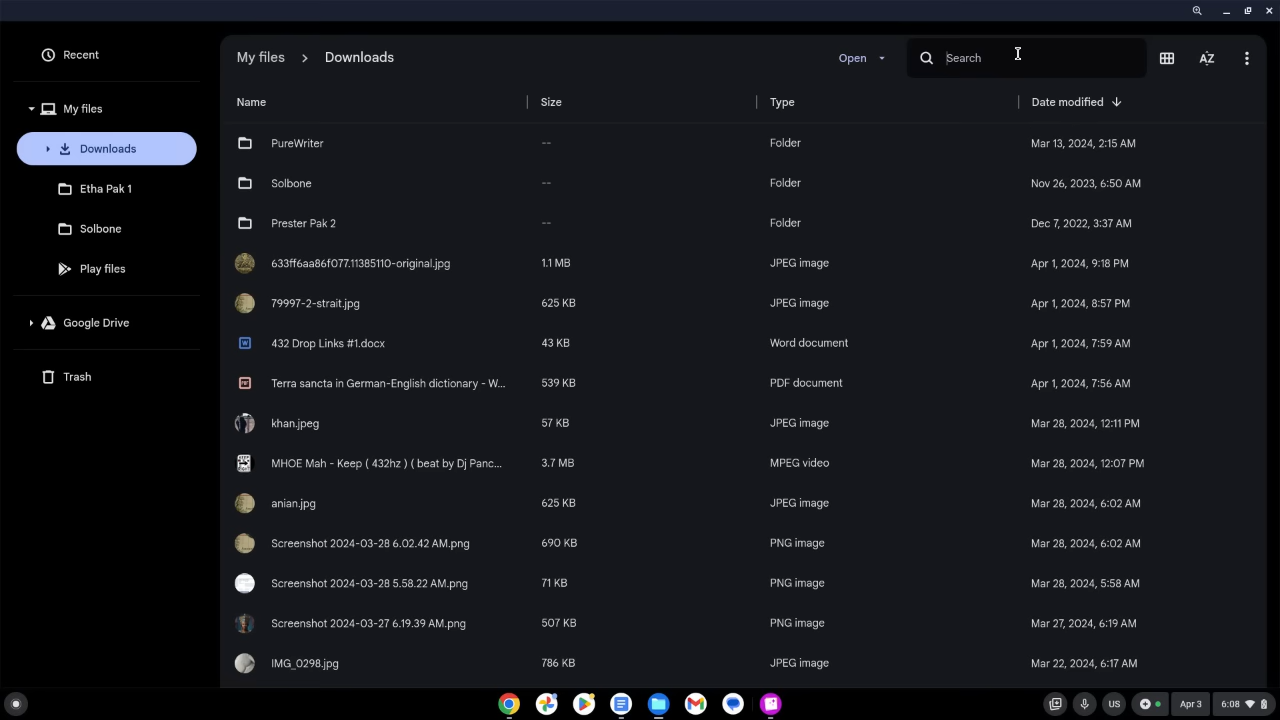 Recent
My files
Downloads
Etha Pak 1
Solbone
Play files
Google Drive
Trash
My files > Downloads
Open
Search
AZ
Name Size Type Date modified
PureWriter -- Folder Mar 13, 2024, 2:15 AM
Solbone -- Folder Nov 26, 2023, 6:50 AM
Prester Pak 2 -- Folder Dec 7, 2022, 3:37 AM
633ff6aa86f077.11385110-original.jpg 1.1 MB JPEG image Apr 1, 2024, 9:18 PM
79997-2-strait.jpg 625 KB JPEG image Apr 1, 2024, 8:57 PM
432 Drop Links #1.docx 43 KB Word document Apr 1, 2024, 7:59 AM
Terra sancta in German-English dictionary - W... 539 KB PDF document Apr 1, 2024, 7:56 AM
khan.jpeg 57 KB JPEG image Mar 28, 2024, 12:11 PM
MHOE Mah - Keep ( 432hz ) ( beat by Dj Panc... 3.7 MB MPEG video Mar 28, 2024, 12:07 PM
anian.jpg 625 KB JPEG image Mar 28, 2024, 6:02 AM
Screenshot 2024-03-28 6.02.42 AM.png 690 KB PNG image Mar 28, 2024, 6:02 AM
Screenshot 2024-03-28 5.58.22 AM.png 71 KB PNG image Mar 28, 2024, 5:58 AM
Screenshot 2024-03-27 6.19.39 AM.png 507 KB PNG image Mar 27, 2024, 6:19 AM
IMG_0298.jpg 786 KB JPEG image Mar 22, 2024, 6:17 AM
US Apr 3 6:08